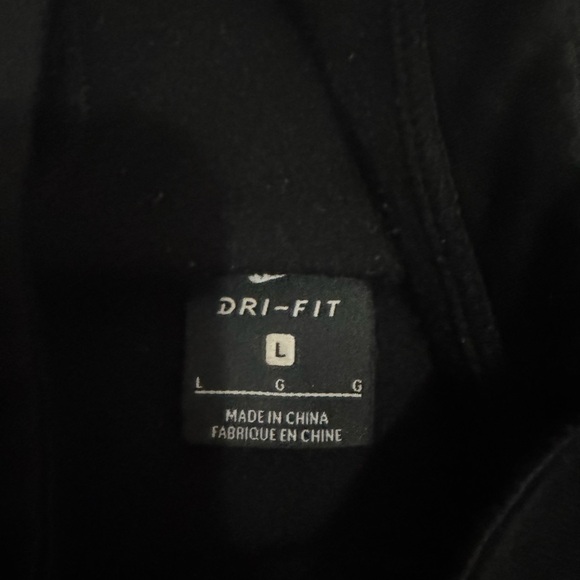 DRI-FIT
L
L G G
MADE IN CHINA
FABRIQUE EN CHINE